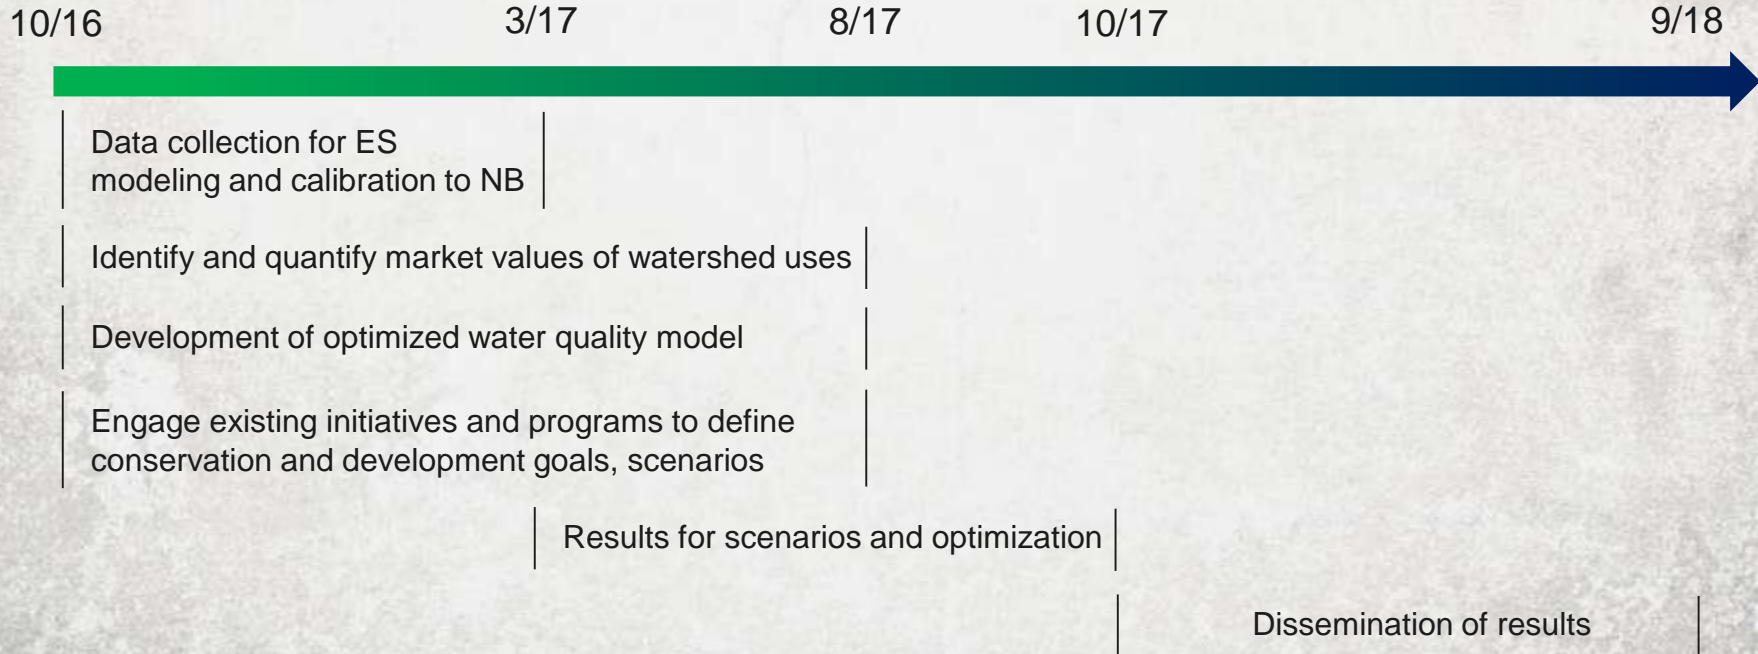 10/16 3/17 8/17 10/17 9/18
Data collection for ES
modeling and calibration to NB
Identify and quantify market values of watershed uses
Development of optimized water quality model
Engage existing initiatives and programs to define
conservation and development goals, scenarios
Results for scenarios and optimization
Dissemination of results